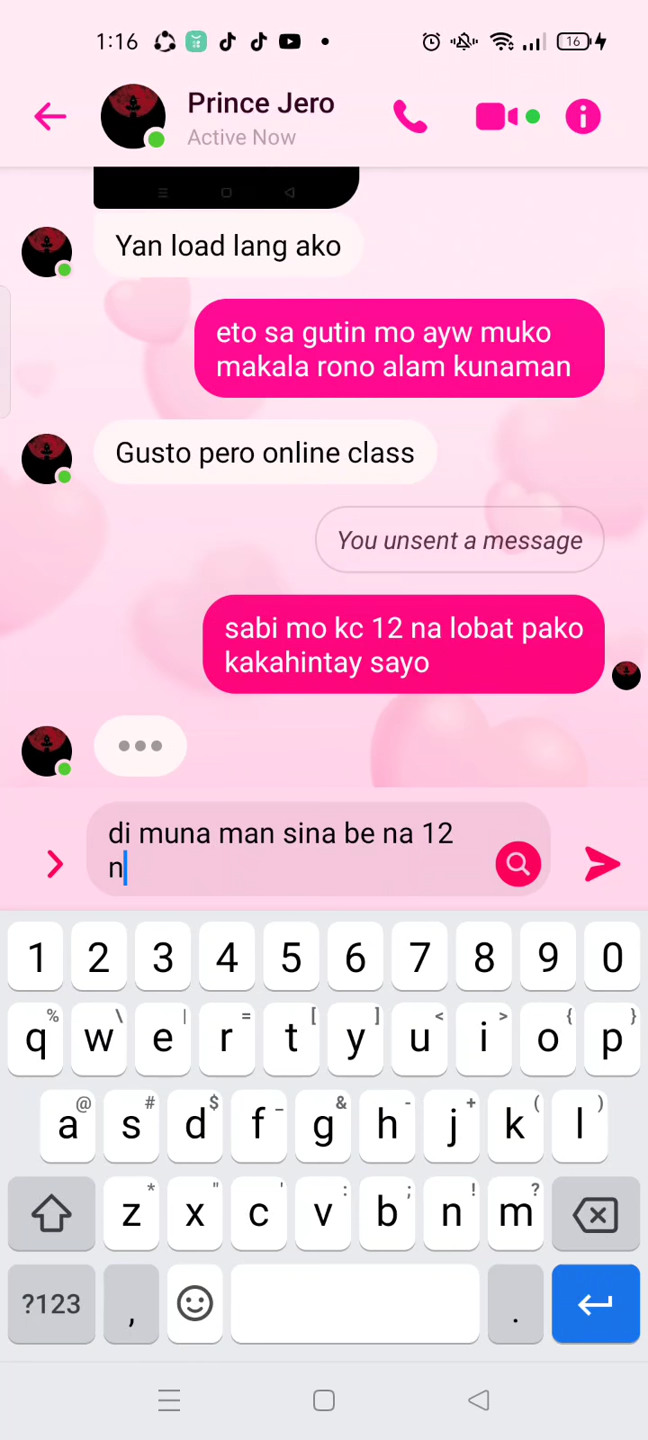 1:16
16
Prince Jero
Active Now
Yan load lang ako
eto sa gutin mo ayw muko
makala rono alam kunaman
Gusto pero online class
You unsent a message
sabi mo kc 12 na lobat pako
kakahintay sayo
di muna man sina be na 12
n
1 2 3 4 5 6 7 8 9 0
% \ | = [ ] < > { }
q w e r t y u i o p
@ # $ _ & - + ( )
a s d f g h j k l
* " ' : ; ! ?
z x c v b n m
?123 , .